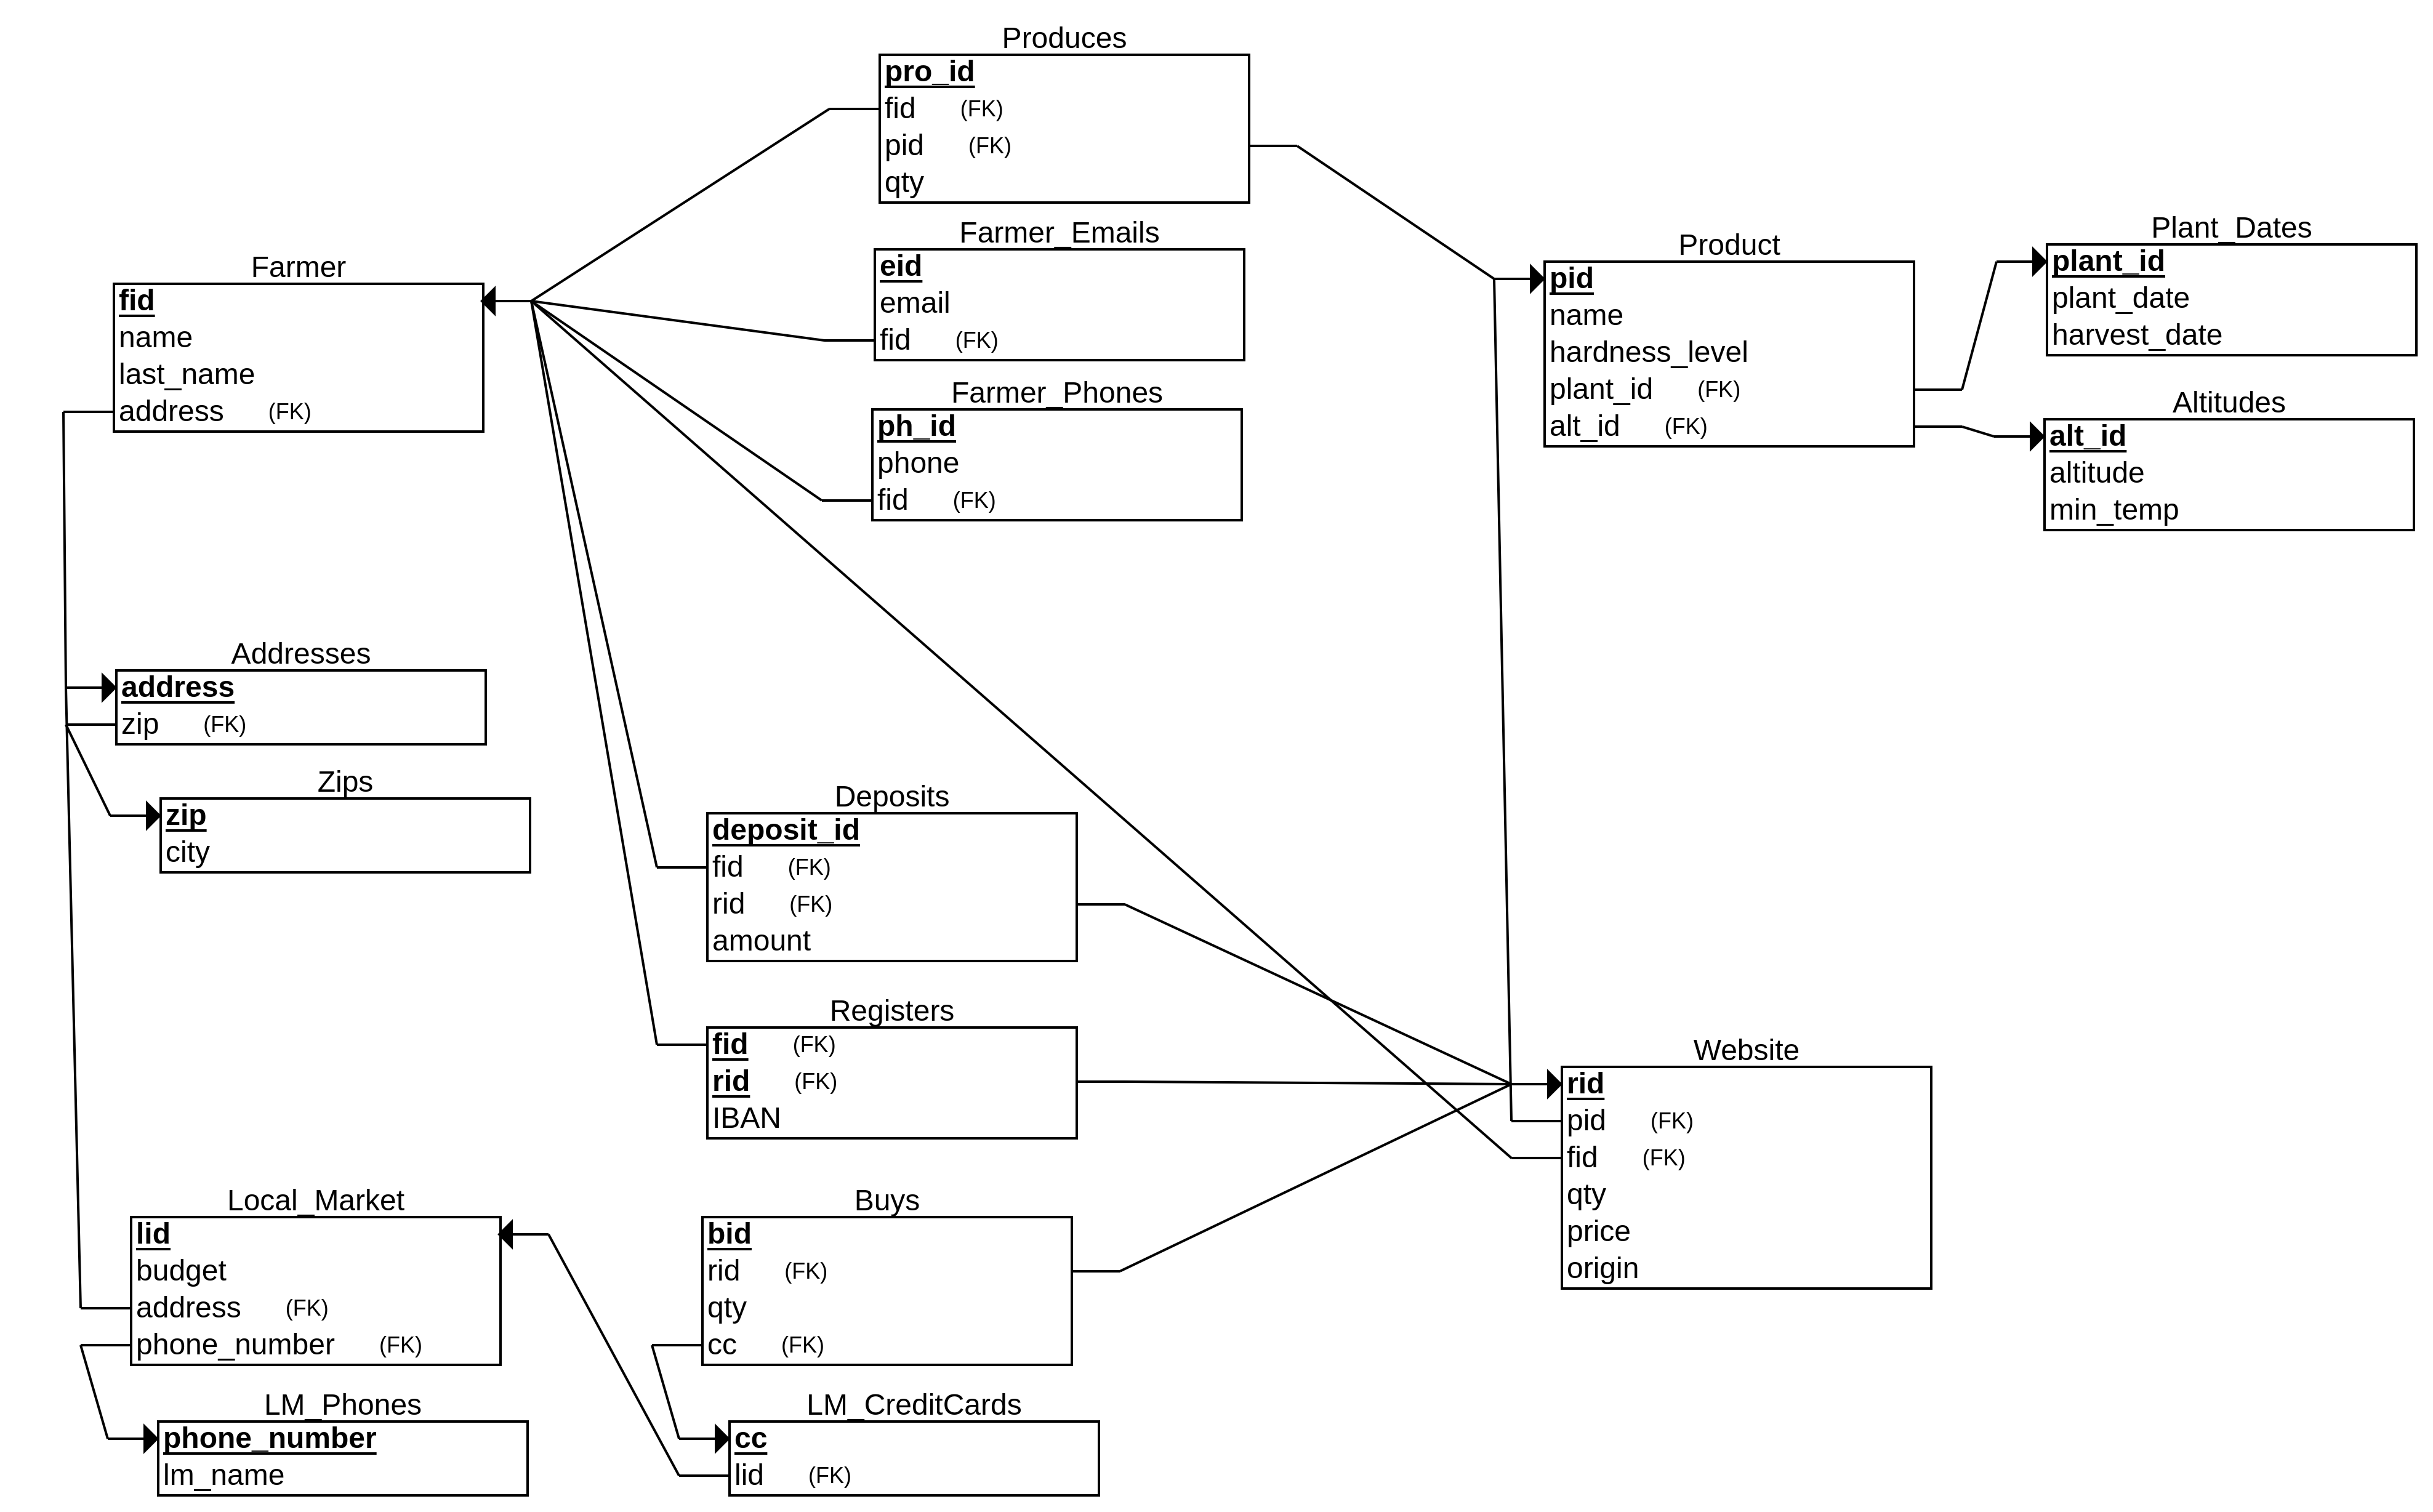 Produces
pro_id
fid (FK)
pid (FK)
qty
Farmer_Emails
eid
email
fid (FK)
Farmer_Phones
ph_id
phone
fid (FK)
Farmer
fid
name
last_name
address (FK)
Product
pid
name
hardness_level
plant_id (FK)
alt_id (FK)
Plant_Dates
plant_id
plant_date
harvest_date
Altitudes
alt_id
altitude
min_temp
Addresses
address
zip (FK)
Zips
zip
city
Deposits
deposit_id
fid (FK)
rid (FK)
amount
Registers
fid (FK)
rid (FK)
IBAN
Website
rid
pid (FK)
fid (FK)
qty
price
origin
Local_Market
lid
budget
address (FK)
phone_number (FK)
Buys
bid
rid (FK)
qty
cc (FK)
LM_Phones
phone_number
lm_name
LM_CreditCards
cc
lid (FK)